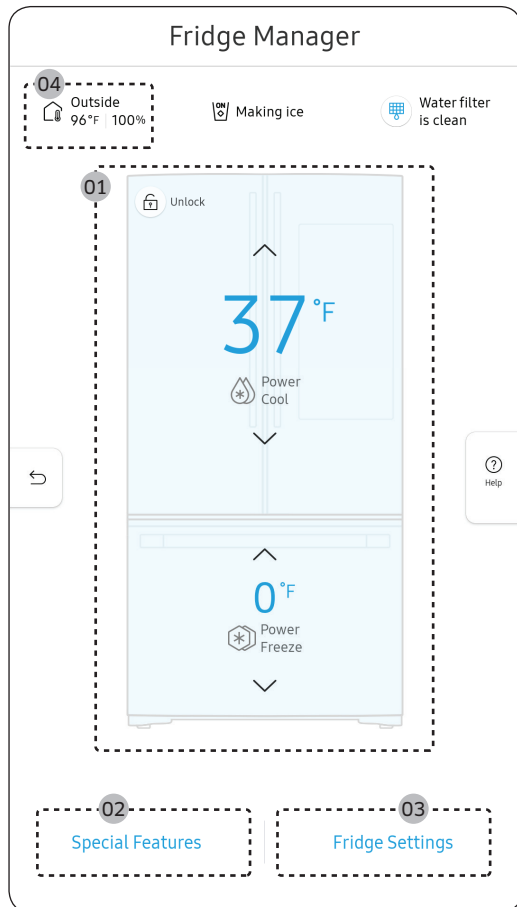 Fridge Manager
04
Outside
96°F | 100%
ON
Making ice
Water filter
is clean
01
Unlock
37°F
Power
Cool
?
Help
0°F
Power
Freeze
02
03
Special Features
Fridge Settings